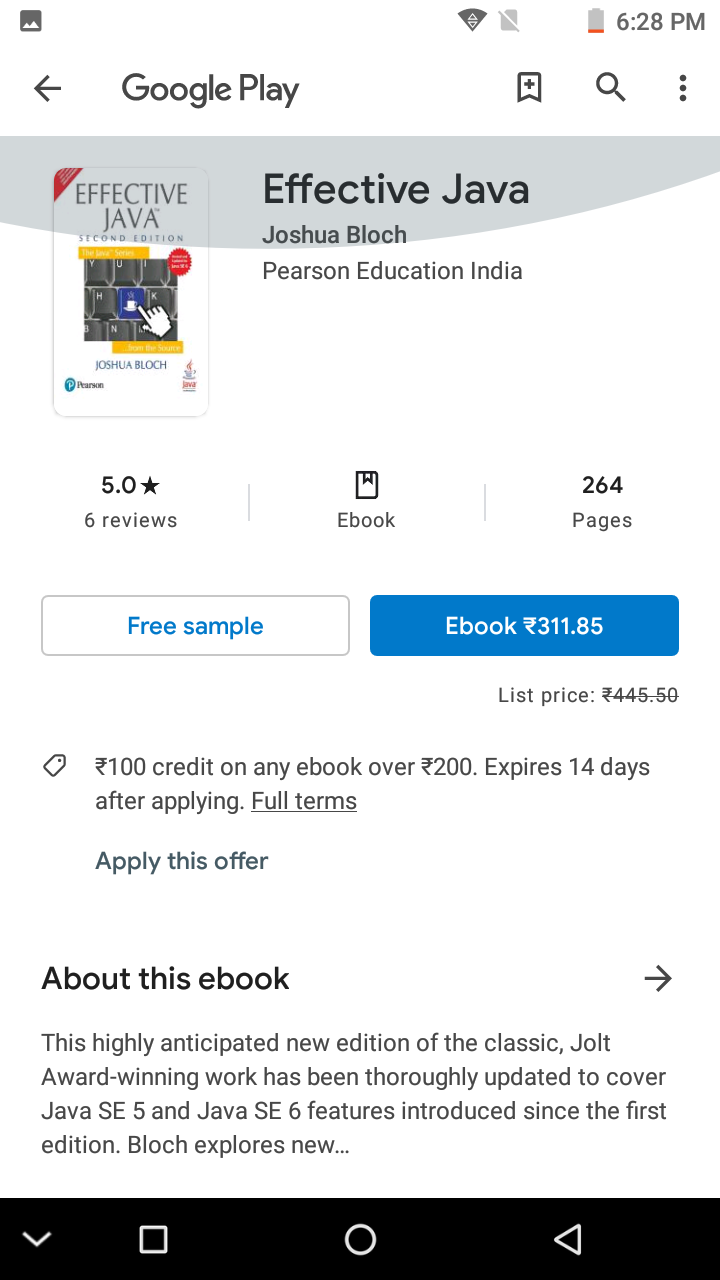 6:28 PM
Google Play
EFFECTIVE
JAVA™
SECOND EDITION
The Java™ Series
Y U I
H K
B N M
...from the Source
JOSHUA BLOCH
Pearson
Java
Effective Java
Joshua Bloch
Pearson Education India
5.0★
6 reviews
Ebook
264
Pages
Free sample
Ebook ₹311.85
List price: ₹445.50
₹100 credit on any ebook over ₹200. Expires 14 days
after applying. Full terms
Apply this offer
About this ebook
This highly anticipated new edition of the classic, Jolt
Award-winning work has been thoroughly updated to cover
Java SE 5 and Java SE 6 features introduced since the first
edition. Bloch explores new…